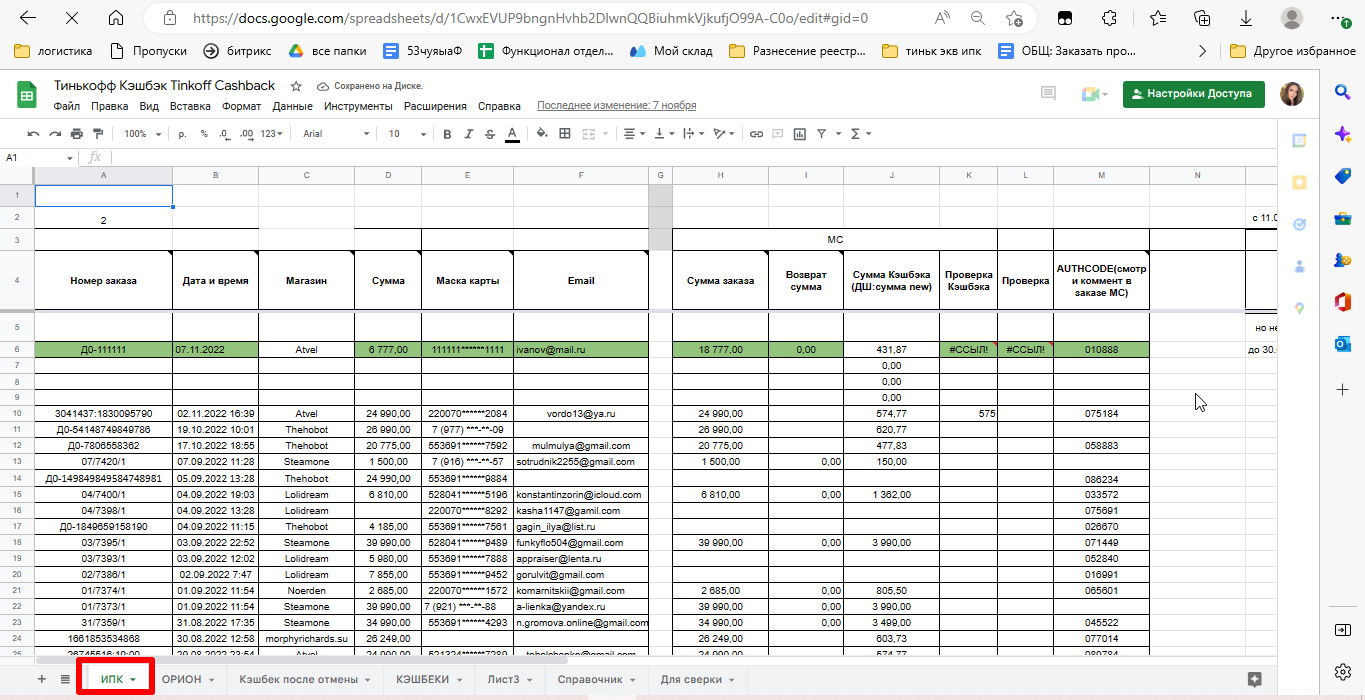 https://docs.google.com/spreadsheets/d/1CwxEVUP9bngnHvhb2DlwnQQBiuhmkVjkufjO99A-C0o/edit#gid=0
логистика Пропуски битрикс все папки 53чуяыаФ Функционал отдел... Мой склад Разнесение реестр... тиньк экв ипк ОБЩ: Заказать про... Другое избранное
Тинькофф Кэшбэк Tinkoff Cashback Сохранено на Диске.
Файл Правка Вид Вставка Формат Данные Инструменты Расширения Справка Последнее изменение: 7 ноября
Настройки Доступа
100% р. % .0 .00 123 Arial 10
A1
A B C D E F G H I J K L M N
1
2 2 с 11.0
3 МС
4 Номер заказа Дата и время Магазин Сумма Маска карты Email Сумма заказа Возврат сумма Сумма Кэшбека (ДШ:сумма new) Проверка Кэшбека Проверка AUTHCODE(смотри коммент в заказе МС)
5 но не
6 Д0-111111 07.11.2022 Atvel 6 777,00 111111******1111 ivanov@mail.ru 18 777,00 0,00 431,87 #ССЫЛ! #ССЫЛ! 010888 до 30.
7 0,00
8 0,00
9 0,00
10 3041437:1830095790 02.11.2022 16:39 Atvel 24 990,00 220070******2084 vordo13@ya.ru 24 990,00 574,77 575 075184
11 Д0-54148749849786 19.10.2022 10:01 Thehobot 26 990,00 7 (977) ***-**-09 26 990,00 620,77
12 Д0-7806558362 17.10.2022 18:55 Thehobot 20 775,00 553691******7592 mulmulya@gmail.com 20 775,00 477,83 058883
13 07/7420/1 07.09.2022 11:28 Steamone 1 500,00 7 (916) ***-**-57 sotrudnik2255@gmail.com 1 500,00 0,00 150,00
14 Д0-149849849584748981 05.09.2022 13:28 Thehobot 24 990,00 553691******9884 086234
15 04/7400/1 04.09.2022 19:03 Lolidream 6 810,00 528041******5196 konstantinzorin@icloud.com 6 810,00 0,00 1 362,00 033572
16 04/7398/1 04.09.2022 13:28 Lolidream 220070******8292 kasha1147@gamil.com 075691
17 Д0-1849659158190 04.09.2022 11:15 Thehobot 4 185,00 553691******7561 gagin_ilya@list.ru 026670
18 03/7395/1 03.09.2022 22:52 Steamone 39 990,00 528041******9489 funkyflo504@gmail.com 39 990,00 0,00 3 990,00 071449
19 03/7393/1 03.09.2022 12:02 Lolidream 5 980,00 553691******7888 appraiser@lenta.ru 052840
20 02/7386/1 02.09.2022 7:47 Lolidream 7 855,00 553691******9452 gorulvit@gmail.com 016991
21 01/7374/1 01.09.2022 11:54 Noerden 2 685,00 220070******1572 komarnitskii@gmail.com 2 685,00 0,00 805,50 065601
22 01/7373/1 01.09.2022 11:54 Steamone 39 990,00 7 (921) ***-**-88 a-lienka@yandex.ru 39 990,00 0,00 3 990,00
23 31/7359/1 31.08.2022 17:35 Steamone 34 990,00 553691******4293 n.gromova.online@gmail.com 34 990,00 0,00 3 499,00 045522
24 1661853534868 30.08.2022 12:58 morphyrichards.su 26 249,00 26 249,00 603,73 077014
25 26745516:19:00 29.08.2022 23:54 Atvel 24 990,00 24 990,00 574,77 089784
ИПК ОРИОН Кэшбек после отмены КЭШБЕКИ Лист3 Справочник Для сверки